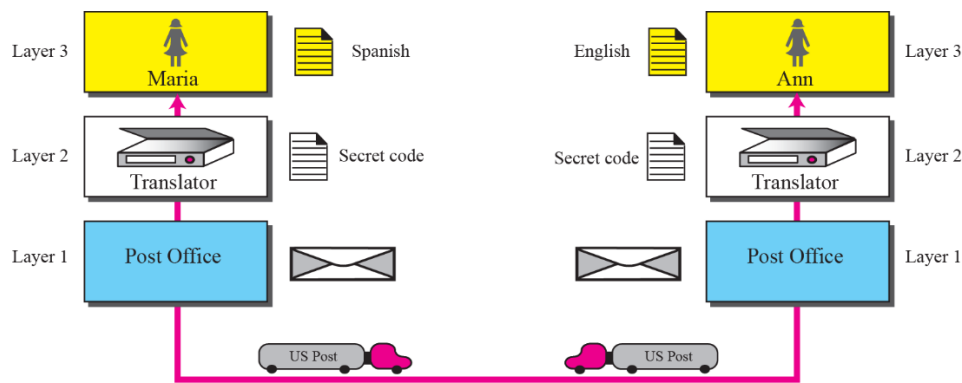 Layer 3
Maria
Spanish
English
Ann
Layer 3
Layer 2
Translator
Secret code
Secret code
Translator
Layer 2
Layer 1
Post Office
Post Office
Layer 1
US Post
US Post